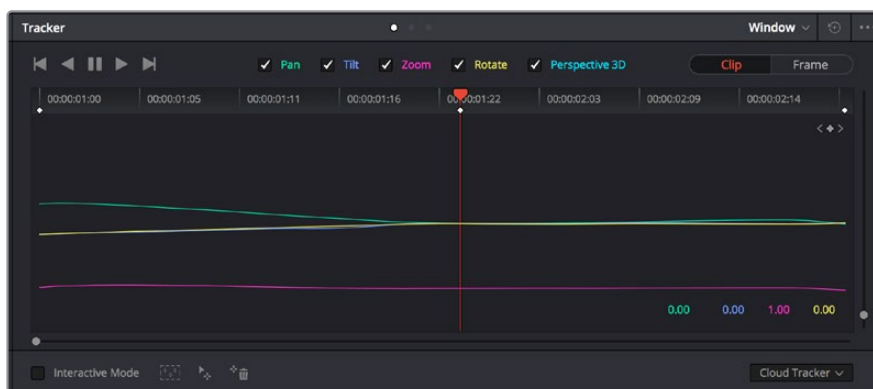 Tracker Window
Pan Tilt Zoom Rotate Perspective 3D Clip Frame
00:00:01:00 00:00:01:05 00:00:01:11 00:00:01:16 00:00:01:22 00:00:02:03 00:00:02:09 00:00:02:14
0.00 0.00 1.00 0.00
Interactive Mode Cloud Tracker